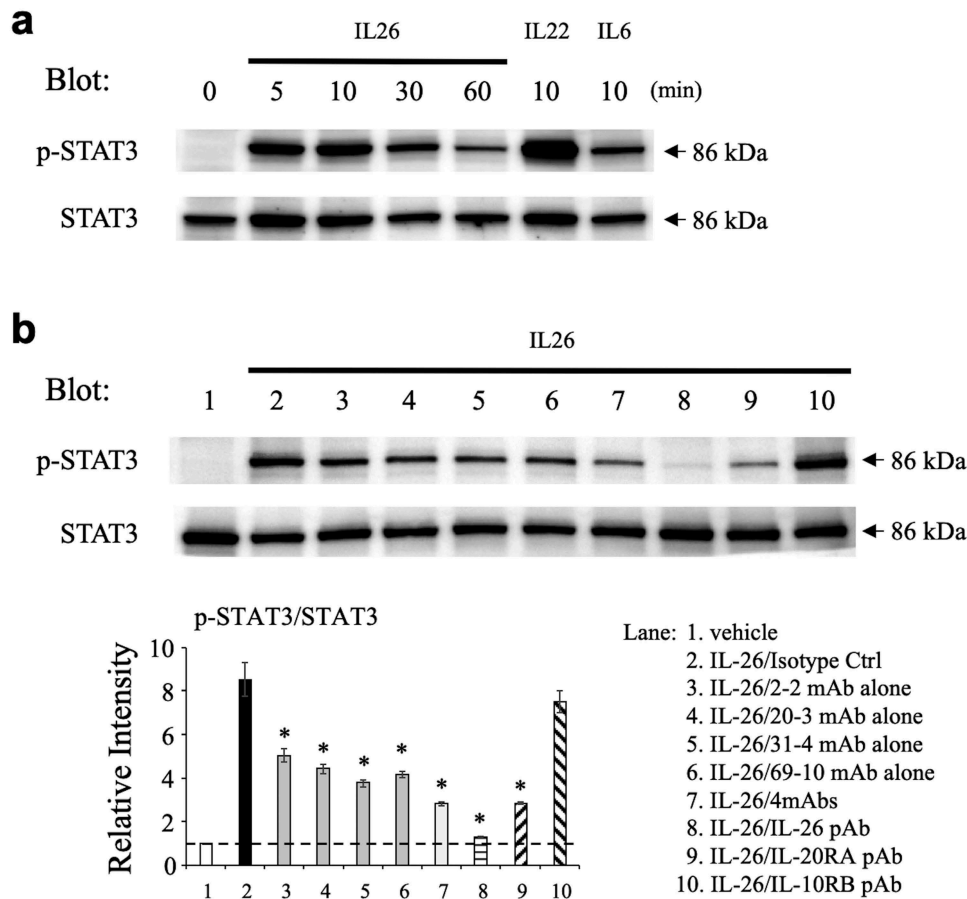 a
IL26 IL22 IL6
Blot: 0 5 10 30 60 10 10 (min)
p-STAT3 86 kDa
STAT3 86 kDa
b
IL26
Blot: 1 2 3 4 5 6 7 8 9 10
p-STAT3 86 kDa
STAT3 86 kDa
p-STAT3/STAT3
Relative Intensity
10
8
6
4
2
0
* * * * * * *
1 2 3 4 5 6 7 8 9 10
Lane: 1. vehicle
2. IL-26/Isotype Ctrl
3. IL-26/2-2 mAb alone
4. IL-26/20-3 mAb alone
5. IL-26/31-4 mAb alone
6. IL-26/69-10 mAb alone
7. IL-26/4mAbs
8. IL-26/IL-26 pAb
9. IL-26/IL-20RA pAb
10. IL-26/IL-10RB pAb